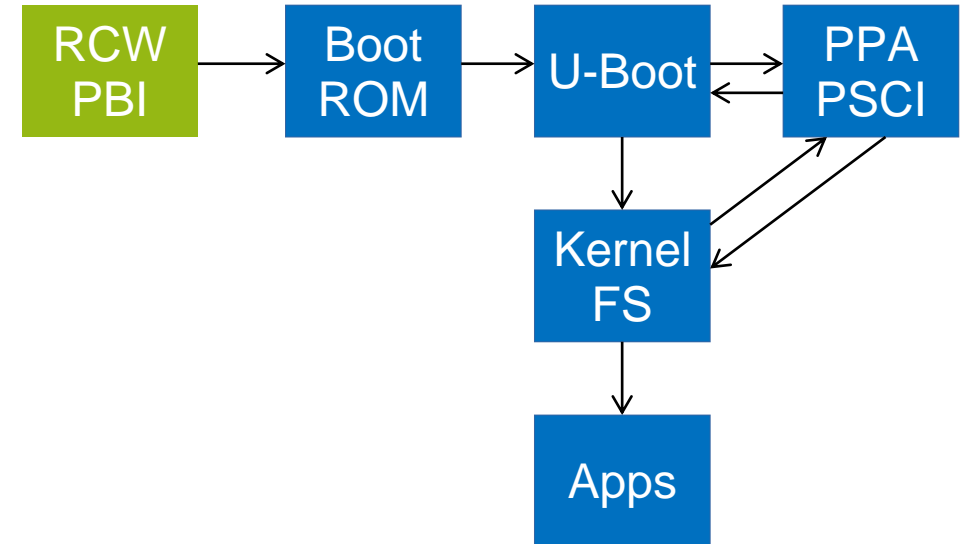 RCW
PBI
Boot
ROM
U-Boot
PPA
PSCI
Kernel
FS
Apps